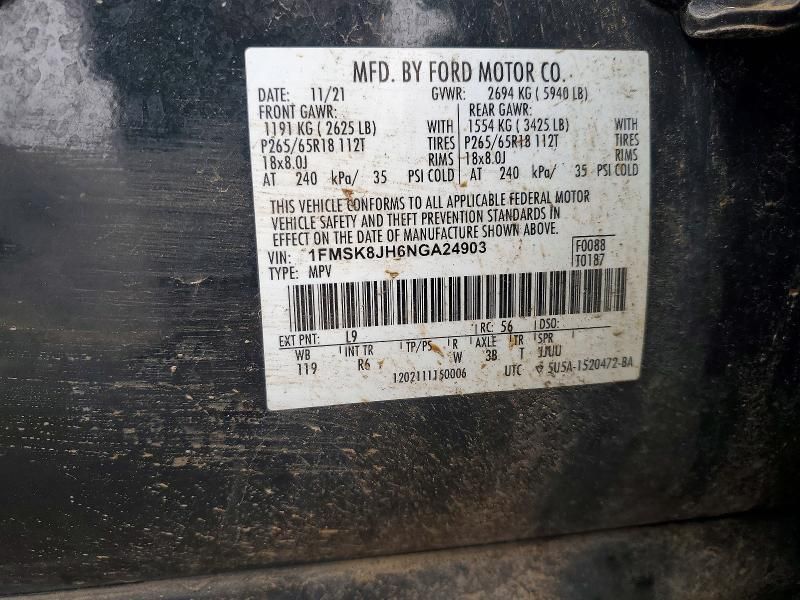 MFD. BY FORD MOTOR CO.
DATE: 11/21 GVWR: 2694 KG ( 5940 LB)
FRONT GAWR: REAR GAWR:
1191 KG ( 2625 LB) WITH 1554 KG ( 3425 LB) WITH
P265/65R18 112T TIRES P265/65R18 112T TIRES
18x8.0J RIMS 18x8.0J RIMS
AT 240 kPa/ 35 PSI COLD AT 240 kPa/ 35 PSI COLD
THIS VEHICLE CONFORMS TO ALL APPLICABLE FEDERAL MOTOR
VEHICLE SAFETY AND THEFT PREVENTION STANDARDS IN
EFFECT ON THE DATE OF MANUFACTURE SHOWN ABOVE.
VIN: 1FMSK8JH6NGA24903 F0088
TYPE: MPV T0187
EXT PNT: L9 RC: 56 DSO:
WB INT TR TP/PS R AXLE TR SPR
119 R6 W 3B T
UTC 5U5A-1520472-BA